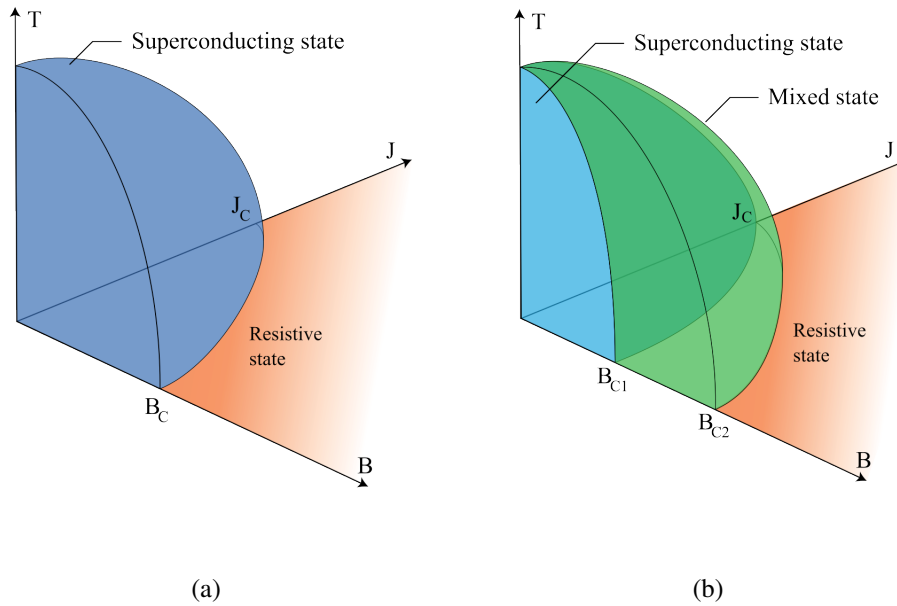 T
Superconducting state
J
J_C
Resistive
state
B_C
B
(a)
T
Superconducting state
Mixed state
J
J_C
Resistive
state
B_C1
B_C2
B
(b)